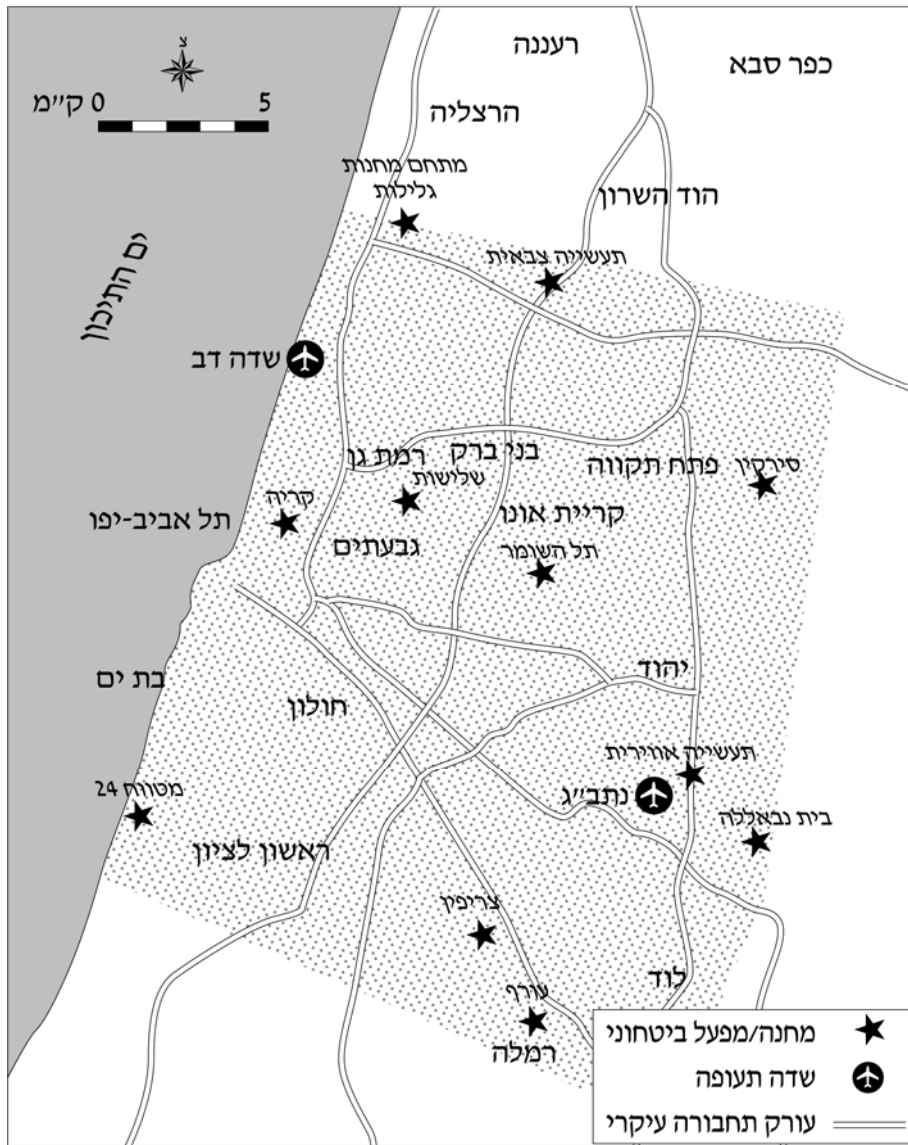 רעננה
כפר סבא
צ
ק"מ 0 5
הרצליה
מתחם מחנות
גלילות
הוד השרון
תעשייה צבאית
ים התיכון
שדה דב
בני ברק
רמת גן
שלישות
פתח תקווה
סירקין
קריה
תל אביב-יפו
קריית אונו
גבעתים
תל השומר
יהוד
בת ים
חולון
תעשייה אווירית
נתב"ג
מטווח 24
בית נבאללה
ראשון לציון
צריפין
לוד
עורף
רמלה
מחנה/מפעל ביטחוני
שדה תעופה
עורק תחבורה עיקרי